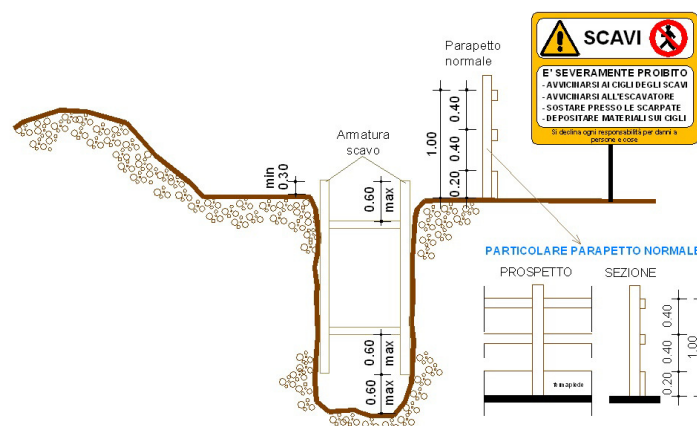 Parapetto
normale
SCAVI
E' SEVERAMENTE PROIBITO
- AVVICINARSI AI CIGLI DEGLI SCAVI
- AVVICINARSI ALL'ESCAVATORE
- SOSTARE PRESSO LE SCARPATE
- DEPOSITARE MATERIALI SUI CIGLI
Si declina ogni responsabilità per danni a
persone e cose
Armatura
scavo
min
0.30
0.60
max
1.00
0.40
0.40
0.20
0.60
max
0.60
max
PARTICOLARE PARAPETTO NORMALE
PROSPETTO
SEZIONE
0.40
0.40
0.20
1.00